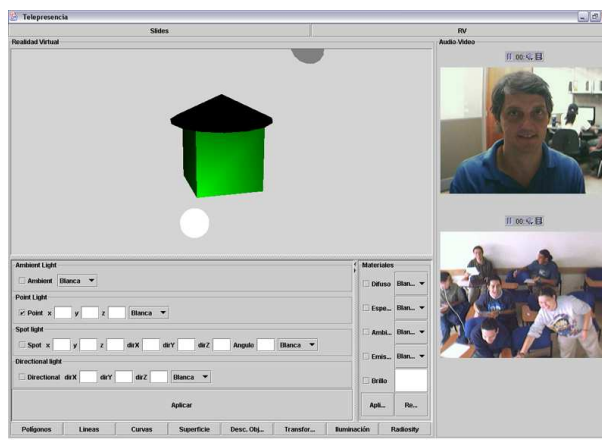 Telepresencia
Slides RV
Realidad Virtual Audio-Video
Ambient Light Materiales
Ambient Blanca Difuso Blan...
Point Light
Point x y z Blanca Espe... Blan...
Spot light
Spot x y z dirX dirY dirZ Angulo Blanca Ambi... Blan...
Directional light Emis... Blan...
Directional dirX dirY dirZ Blanca Brillo
Aplicar Apli... Re...
Polígonos Lineas Curvas Superficie Desc. Obj... Transfor... Iluminación Radiosity